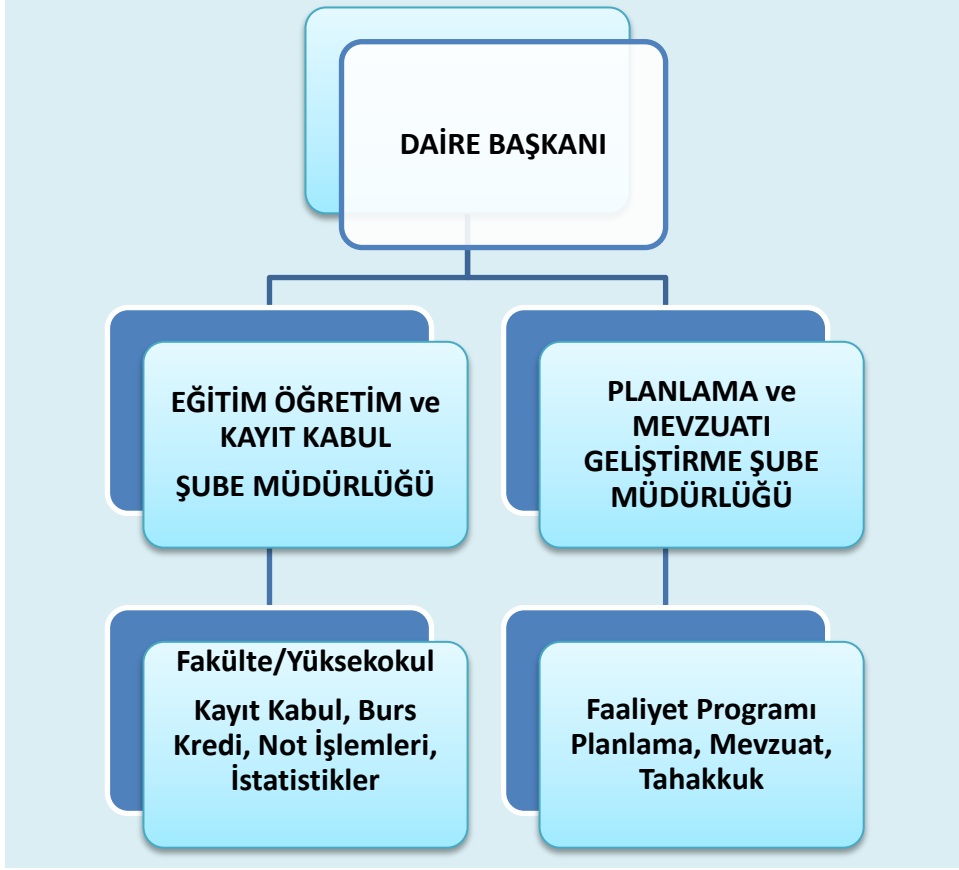 DAİRE BAŞKANI
EĞİTİM ÖĞRETİM ve
KAYIT KABUL
ŞUBE MÜDÜRLÜĞÜ
PLANLAMA ve
MEVZUATI
GELİŞTİRME ŞUBE
MÜDÜRLÜĞÜ
Fakülte/Yüksekokul
Kayıt Kabul, Burs
Kredi, Not İşlemleri,
İstatistikler
Faaliyet Programı
Planlama, Mevzuat,
Tahakkuk